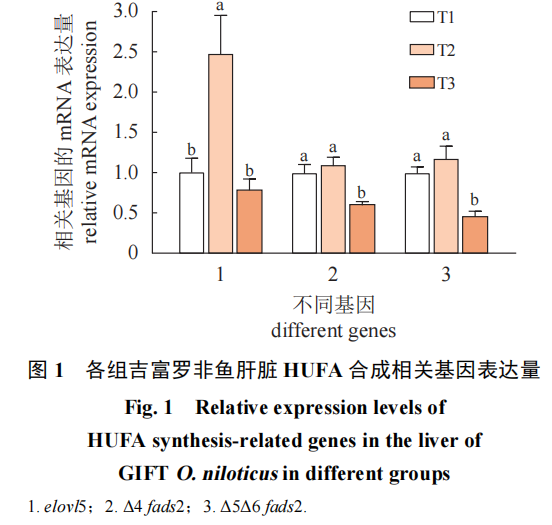 相关基因的 mRNA 表达量
relative mRNA expression
3.0
2.5
2.0
1.5
1.0
0.5
0
T1
T2
T3
b
a
b
a
a
b
a
a
b
1
2
3
不同基因
different genes
图 1 各组吉富罗非鱼肝脏 HUFA 合成相关基因表达量
Fig. 1 Relative expression levels of
HUFA synthesis-related genes in the liver of
GIFT O. niloticus in different groups
1. elovl5；2. Δ4 fads2；3. Δ5Δ6 fads2.